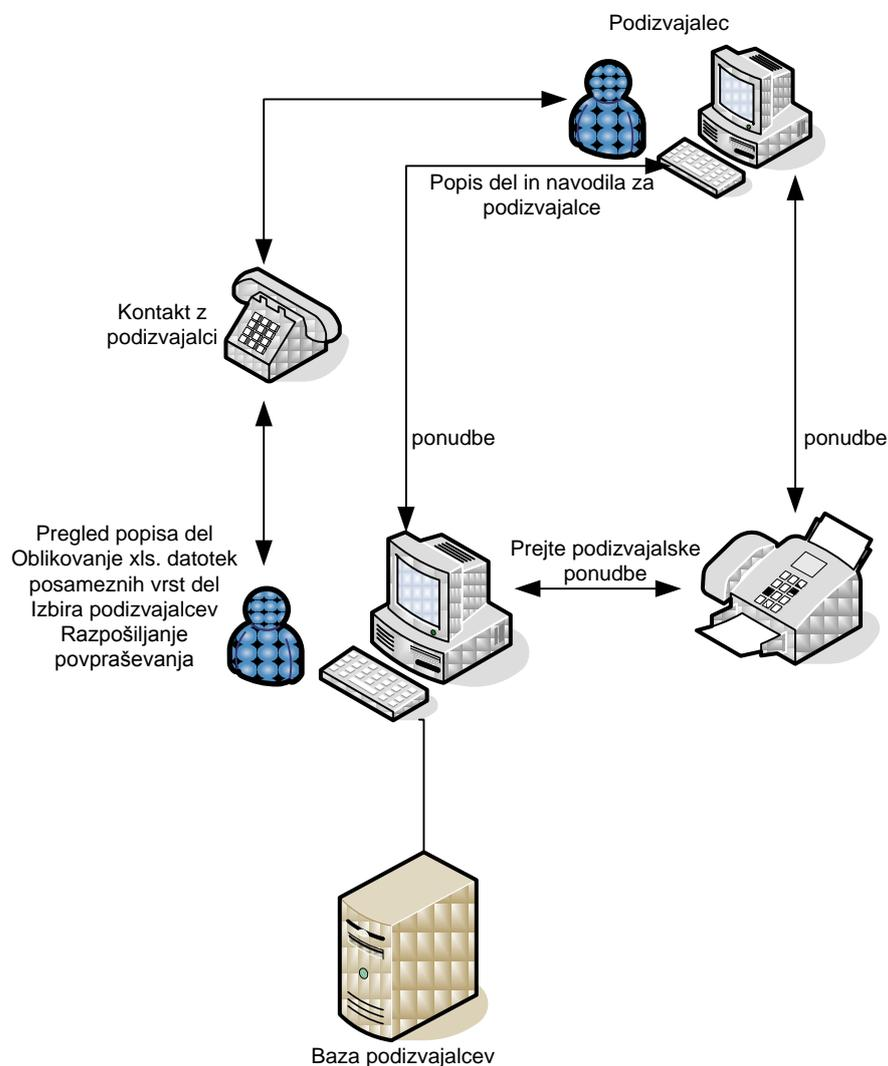 Podizvajalec
Popis del in navodila za
podizvajalce
Kontakt z
podizvajalci
ponudbe
ponudbe
Pregled popisa del
Oblikovanje xls. datotek
posameznih vrst del
Izbira podizvajalcev
Razpošiljanje
povpraševanja
Prejte podizvajalske
ponudbe
Baza podizvajalcev